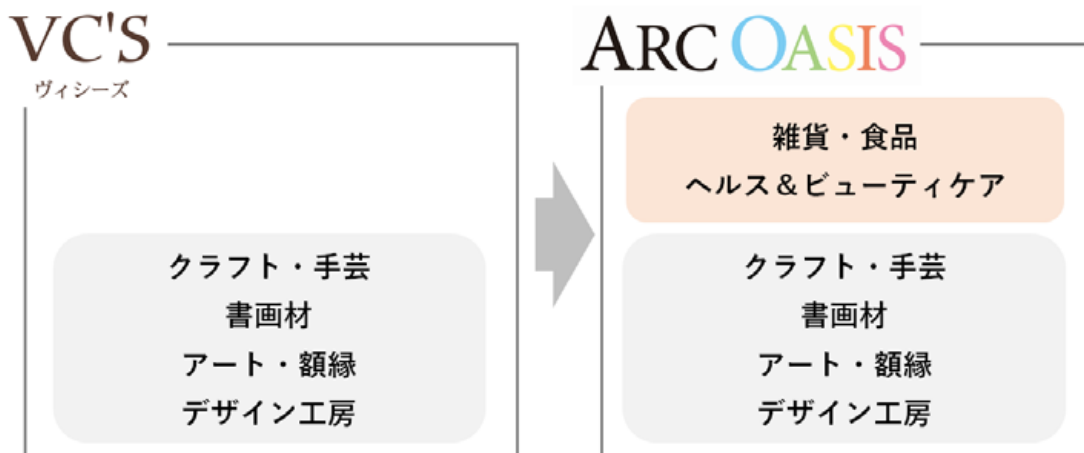 VC'S
ヴィシーズ
クラフト・手芸
書画材
アート・額縁
デザイン工房
ARC OASIS
雑貨・食品
ヘルス＆ビューティケア
クラフト・手芸
書画材
アート・額縁
デザイン工房